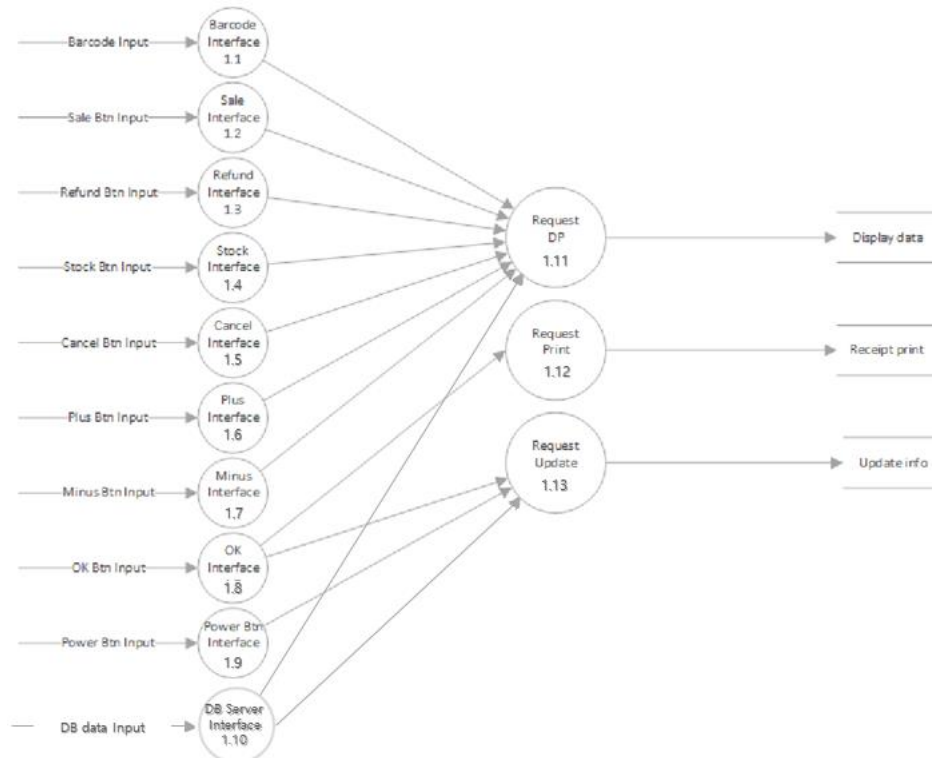 Barcode Input
Barcode
Interface
1.1
Sale Btn Input
Sale
Interface
1.2
Refund Btn Input
Refund
Interface
1.3
Stock Btn Input
Stock
Interface
1.4
Cancel Btn Input
Cancel
Interface
1.5
Plus Btn Input
Plus
Interface
1.6
Minus Btn Input
Minus
Interface
1.7
OK Btn Input
OK
Interface
1.8
Power Btn Input
Power Btn
Interface
1.9
DB data Input
DB Server
Interface
1.10
Request
DP
1.11
Request
Print
1.12
Request
Update
1.13
Display data
Receipt print
Update info